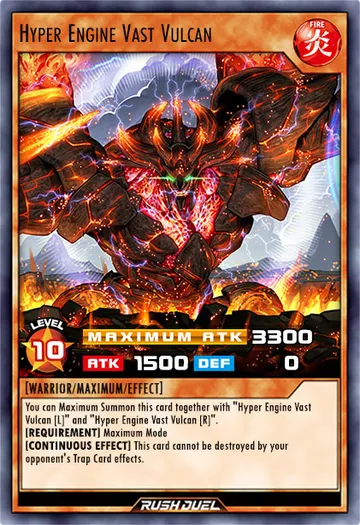 Hyper Engine Vast Vulcan
FIRE
炎
LEVEL
10
MAXIMUM ATK 3300
ATK 1500 DEF 0
[WARRIOR/MAXIMUM/EFFECT]
You can Maximum Summon this card together with "Hyper Engine Vast
Vulcan [L]" and "Hyper Engine Vast Vulcan [R]".
[REQUIREMENT] Maximum Mode
[CONTINUOUS EFFECT] This card cannot be destroyed by your
opponent's Trap Card effects.
RUSH DUEL